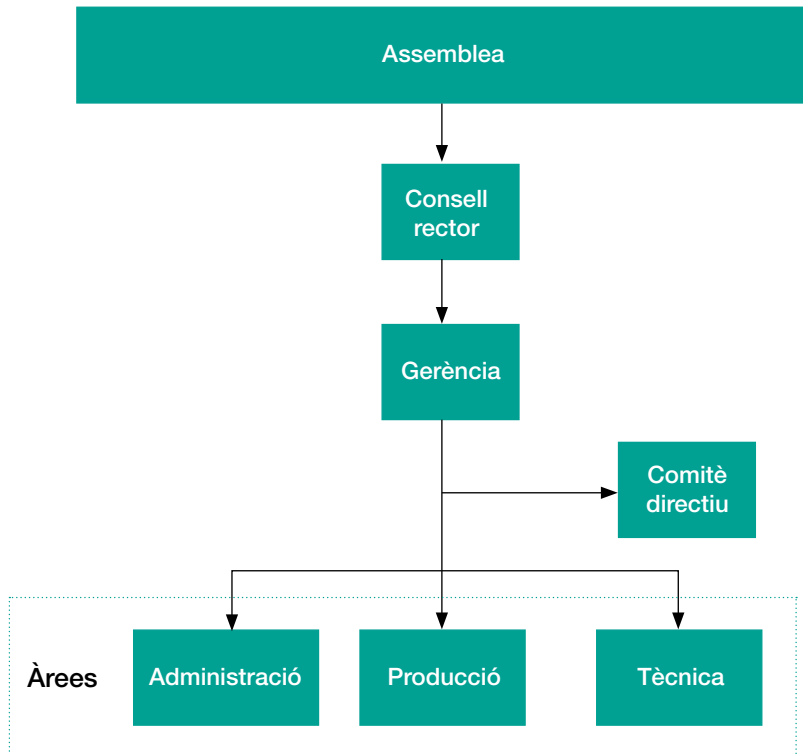 Assemblea
Consell
rector
Gerència
Comitè
directiu
Àrees
Administració
Producció
Tècnica